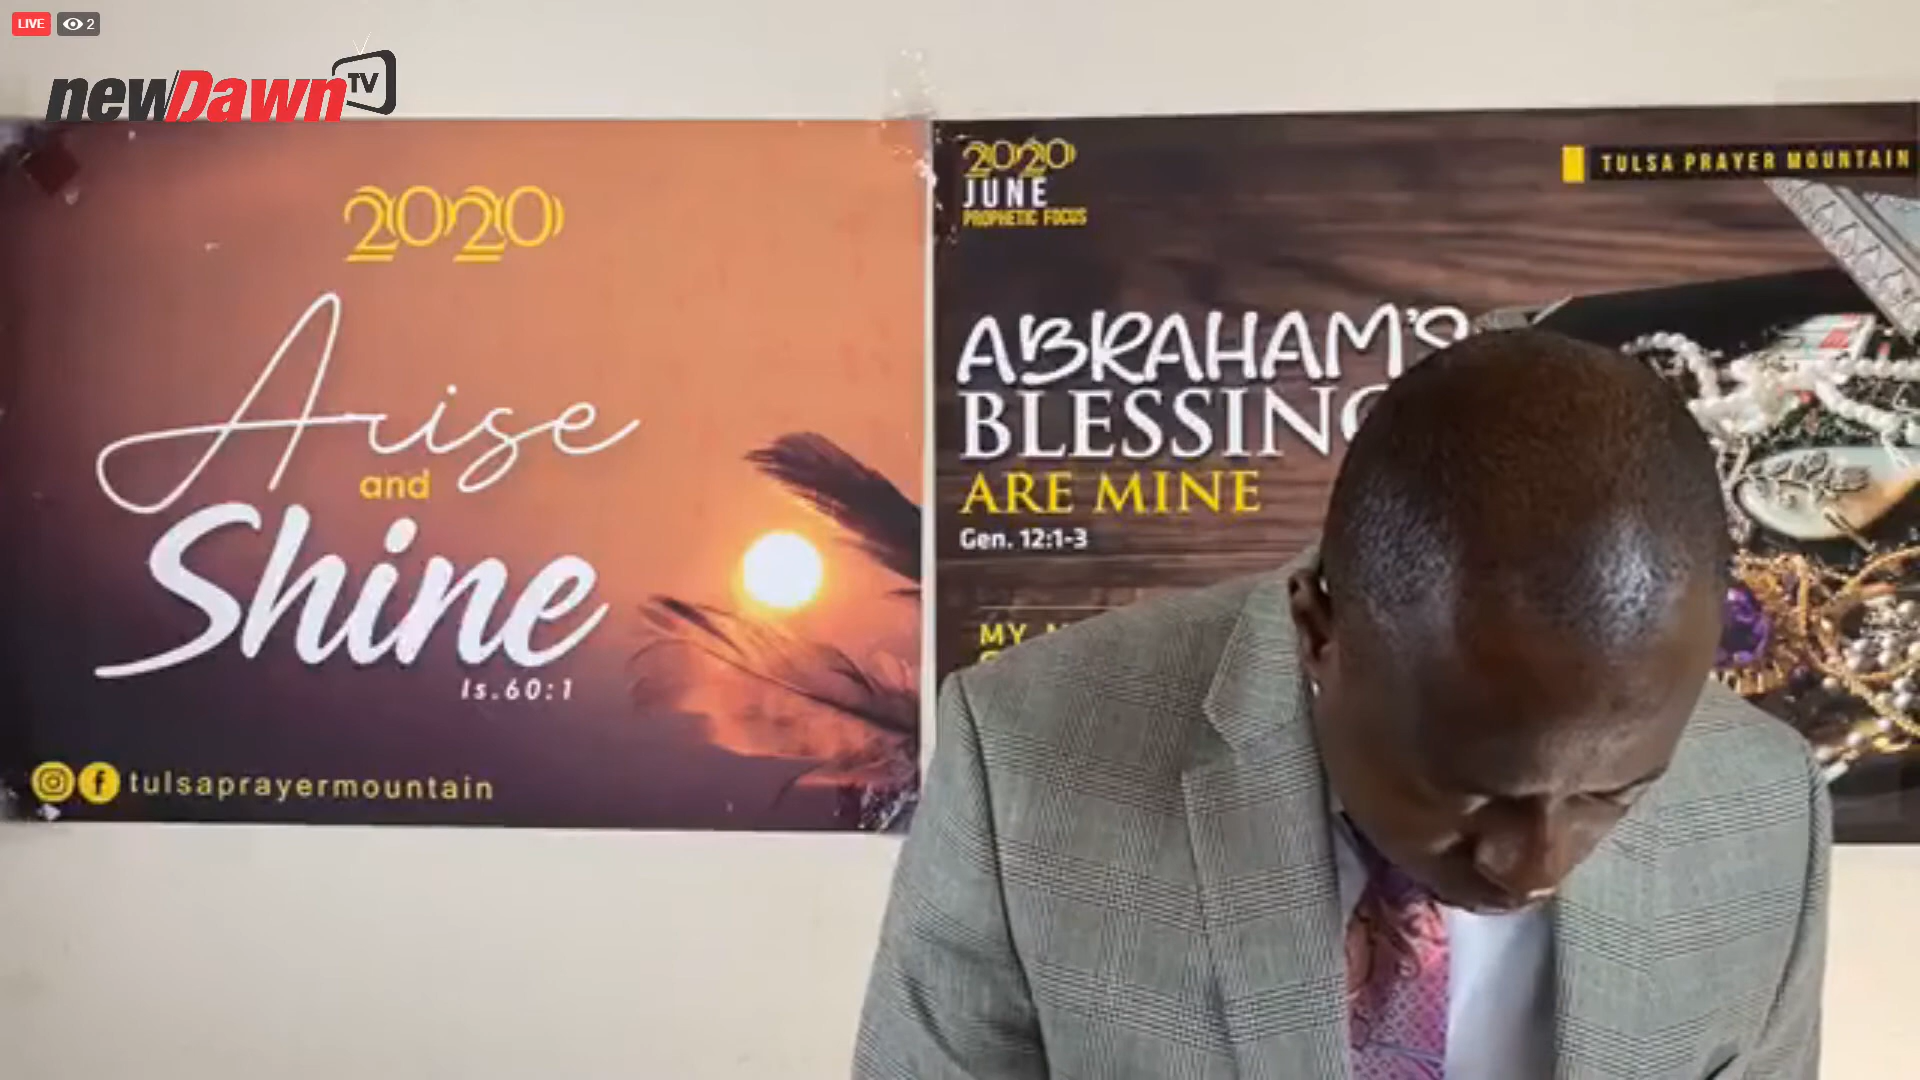 LIVE 2
newDawn TV
2020
Arise
and
Shine
Is.60:1
tulsaprayermountain
2020
JUNE
PROPHETIC FOCUS
TULSA PRAYER MOUNTAIN
ABRAHAM'S
BLESSING
ARE MINE
Gen. 12:1-3
MY